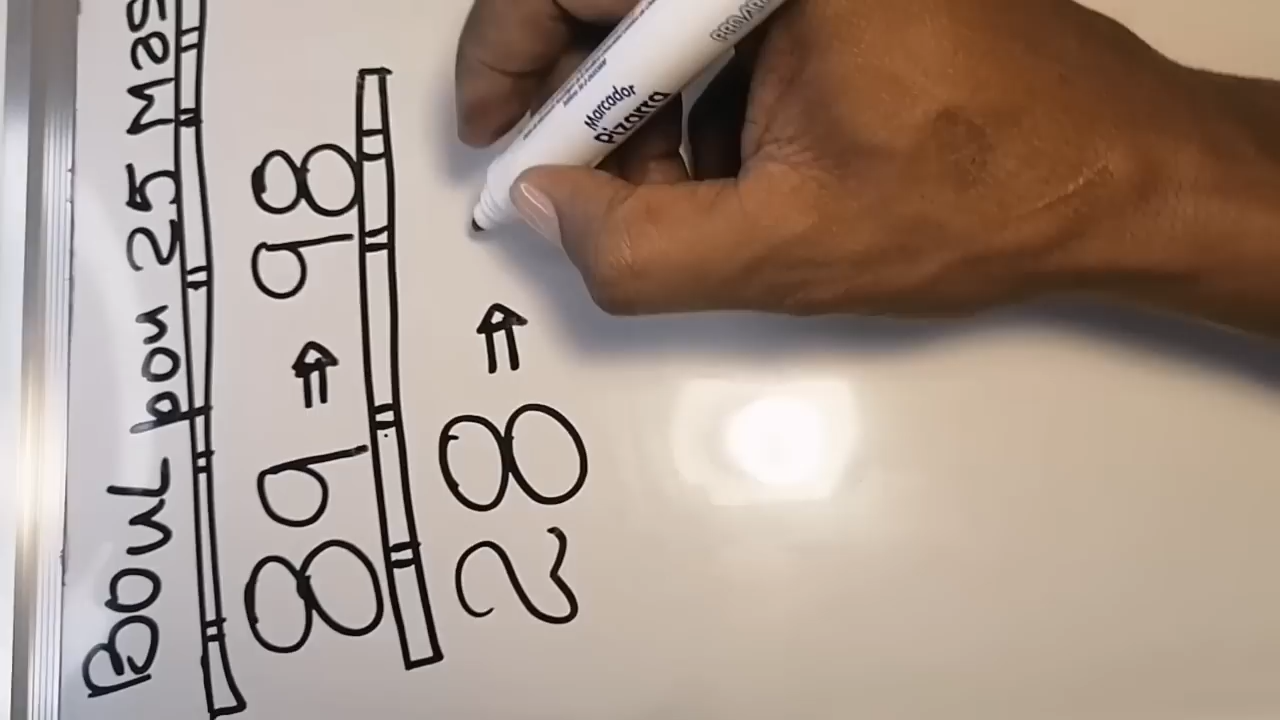 Boul bou 25 Mas
89 ⇒ 98
28 ⇒
Marcador
Pizarra